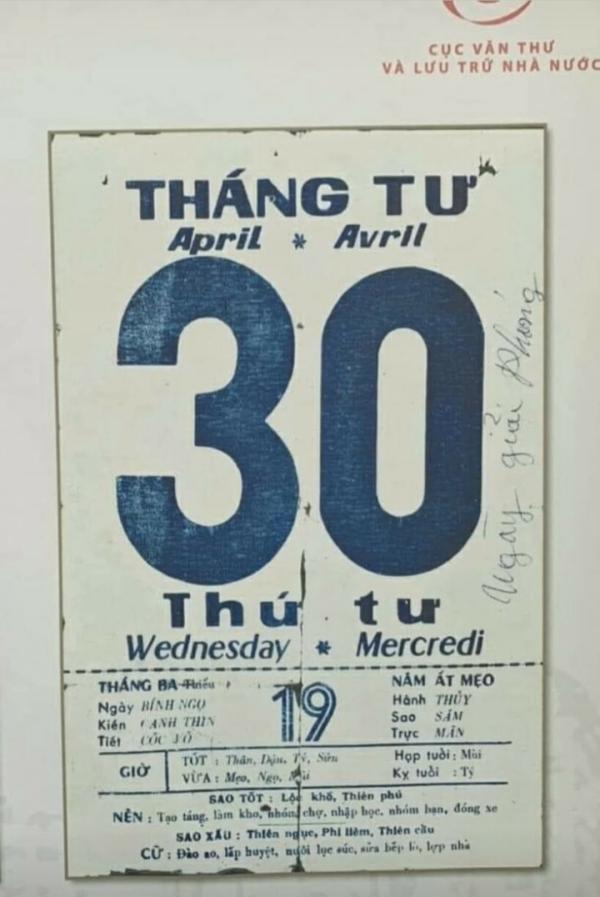 CỤC VĂN THƯ
VÀ LƯU TRỮ NHÀ NƯỚC
THÁNG TƯ
April * Avril
30
Ngày giải phóng
Thứ tư
Wednesday * Mercredi
THÁNG BA Thiếu
Ngày BÍNH NGỌ
Kiến CANH THÌN
Tiết CỐC VŨ
19
NĂM ẤT MẸO
Hành THỦY
Sao SÂM
Trực MÃN
GIỜ
TỐT : Thân, Dậu, Tý, Sửu
VỪA : Mẹo, Ngọ, Mùi
Hạp tuổi : Mùi
Kỵ tuổi : Tý
SAO TỐT : Lộc khố, Thiên phú
NÊN : Tạo táng, làm kho, nhóm chợ, nhập học, nhóm bạn, đóng xe
SAO XẤU : Thiên ngục, Phi liêm, Thiên cẩu
CỮ : Đào ao, lấp huyệt, nuôi lục súc, sửa bếp lò, lợp nhà